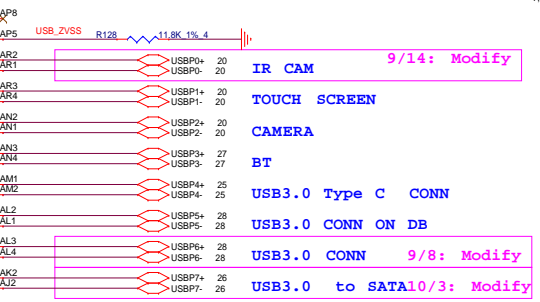 AP8
AP5 USB_ZVSS R128 11.8K_1%_4
AR2 USBP0+ 20
AR1 USBP0- 20 IR CAM 9/14: Modify
AR3 USBP1+ 20
AR4 USBP1- 20 TOUCH SCREEN
AN2 USBP2+ 20
AN1 USBP2- 20 CAMERA
AN3 USBP3+ 27
AN4 USBP3- 27 BT
AM1 USBP4+ 25
AM2 USBP4- 25 USB3.0 Type C CONN
AL2 USBP5+ 28
AL1 USBP5- 28 USB3.0 CONN ON DB
AL3 USBP6+ 28
AL4 USBP6- 28 USB3.0 CONN 9/8: Modify
AK2 USBP7+ 26
AJ2 USBP7- 26 USB3.0 to SATA10/3: Modify